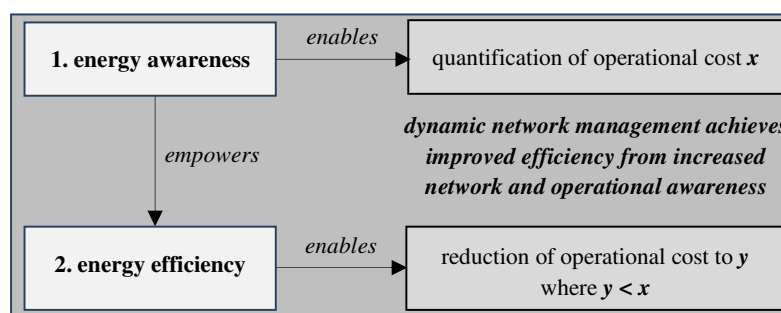 enables
1. energy awareness
quantification of operational cost x
dynamic network management achieves
empowers
improved efficiency from increased
network and operational awareness
enables
2. energy efficiency
reduction of operational cost to y
where y < x